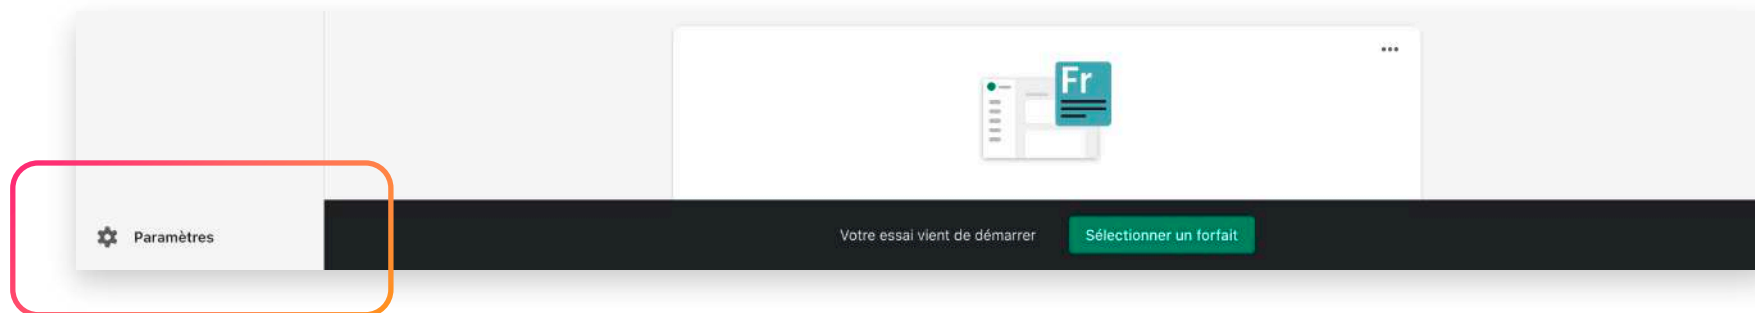 Fr
Paramètres
Votre essai vient de démarrer
Sélectionner un forfait